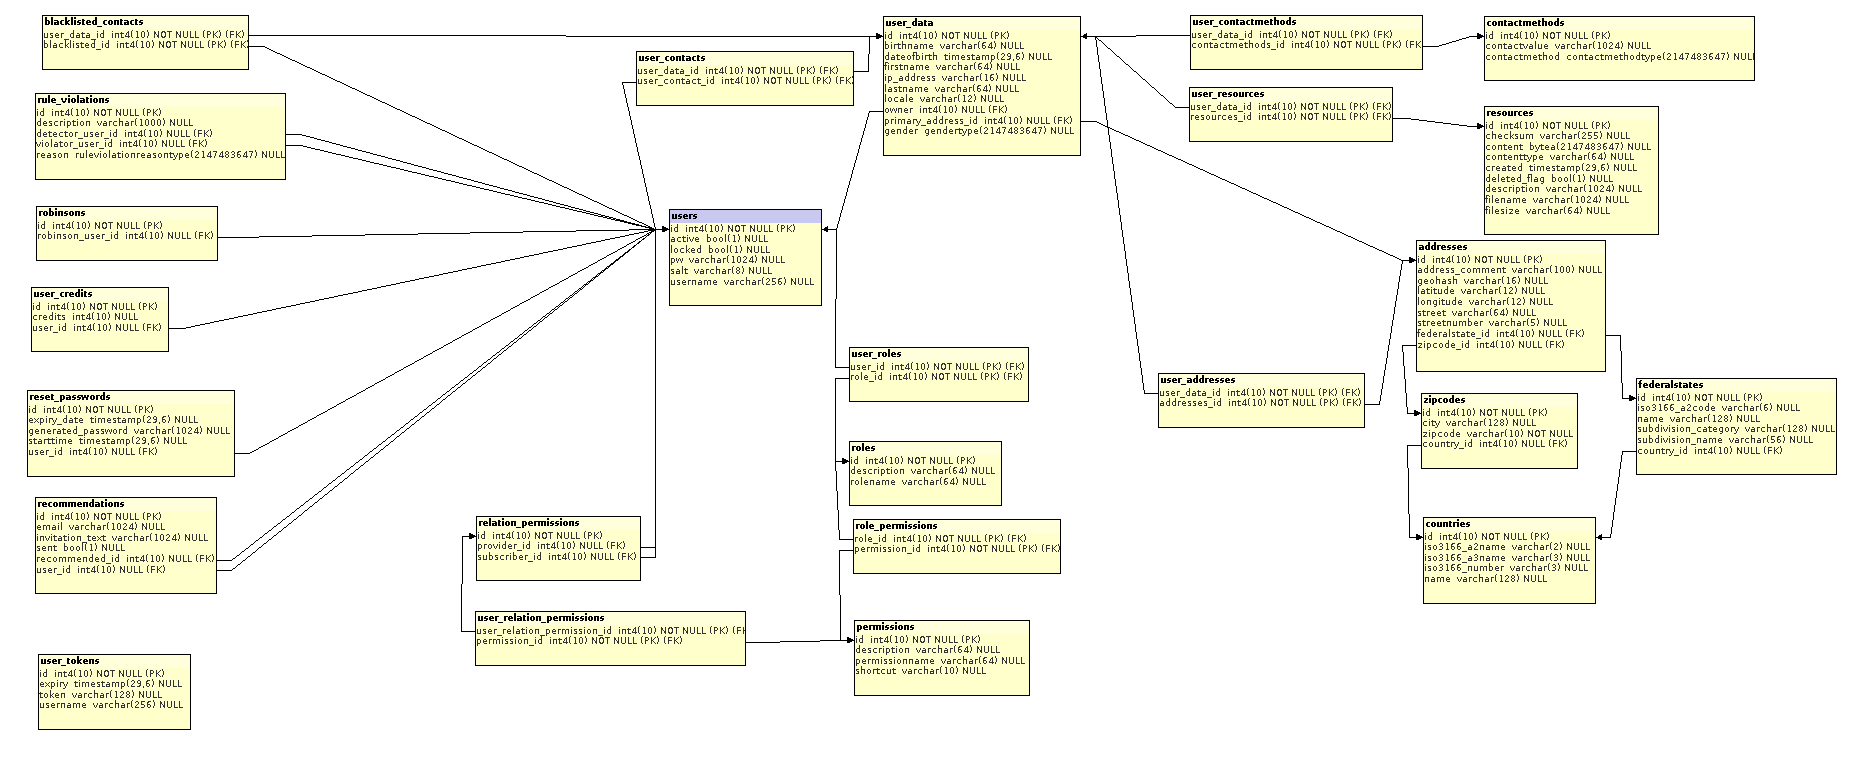 blacklisted_contacts
user_data_id int4(10) NOT NULL (PK) (FK)
blacklisted_id int4(10) NOT NULL (PK) (FK)
rule_violations
id int4(10) NOT NULL (PK)
description varchar(1000) NULL
detector_user_id int4(10) NULL (FK)
violator_user_id int4(10) NULL (FK)
reason ruleviolationreasontype(2147483647) NULL
robinsons
id int4(10) NOT NULL (PK)
robinson_user_id int4(10) NULL (FK)
user_credits
id int4(10) NOT NULL (PK)
credits int4(10) NULL
user_id int4(10) NULL (FK)
reset_passwords
id int4(10) NOT NULL (PK)
expiry_date timestamp(29,6) NULL
generated_password varchar(1024) NULL
starttime timestamp(29,6) NULL
user_id int4(10) NULL (FK)
recommendations
id int4(10) NOT NULL (PK)
email varchar(1024) NULL
invitation_text varchar(1024) NULL
sent bool(1) NULL
recommended_id int4(10) NULL (FK)
user_id int4(10) NULL (FK)
user_tokens
id int4(10) NOT NULL (PK)
expiry timestamp(29,6) NULL
token varchar(128) NULL
username varchar(256) NULL
user_contacts
user_data_id int4(10) NOT NULL (PK) (FK)
user_contact_id int4(10) NOT NULL (PK) (FK)
users
id int4(10) NOT NULL (PK)
active bool(1) NULL
locked bool(1) NULL
pw varchar(1024) NULL
salt varchar(8) NULL
username varchar(256) NULL
relation_permissions
id int4(10) NOT NULL (PK)
provider_id int4(10) NULL (FK)
subscriber_id int4(10) NULL (FK)
user_relation_permissions
user_relation_permission_id int4(10) NOT NULL (PK) (FK
permission_id int4(10) NOT NULL (PK) (FK)
user_data
id int4(10) NOT NULL (PK)
birthname varchar(64) NULL
dateofbirth timestamp(29,6) NULL
firstname varchar(64) NULL
ip_address varchar(16) NULL
lastname varchar(64) NULL
locale varchar(12) NULL
owner int4(10) NULL (FK)
primary_address_id int4(10) NULL (FK)
gender gendertype(2147483647) NULL
user_roles
user_id int4(10) NOT NULL (PK) (FK)
role_id int4(10) NOT NULL (PK) (FK)
roles
id int4(10) NOT NULL (PK)
description varchar(64) NULL
rolename varchar(64) NULL
role_permissions
role_id int4(10) NOT NULL (PK) (FK)
permission_id int4(10) NOT NULL (PK) (FK)
permissions
id int4(10) NOT NULL (PK)
description varchar(64) NULL
permissionname varchar(64) NULL
shortcut varchar(10) NULL
user_contactmethods
user_data_id int4(10) NOT NULL (PK) (FK)
contactmethods_id int4(10) NOT NULL (PK) (FK
user_resources
user_data_id int4(10) NOT NULL (PK) (FK)
resources_id int4(10) NOT NULL (PK) (FK)
user_addresses
user_data_id int4(10) NOT NULL (PK) (FK)
addresses_id int4(10) NOT NULL (PK) (FK)
contactmethods
id int4(10) NOT NULL (PK)
contactvalue varchar(1024) NULL
contactmethod contactmethodtype(2147483647) NULL
resources
id int4(10) NOT NULL (PK)
checksum varchar(255) NULL
content bytea(2147483647) NULL
contenttype varchar(64) NULL
created timestamp(29,6) NULL
deleted_flag bool(1) NULL
description varchar(1024) NULL
filename varchar(1024) NULL
filesize varchar(64) NULL
addresses
id int4(10) NOT NULL (PK)
address_comment varchar(100) NULL
geohash varchar(16) NULL
latitude varchar(12) NULL
longitude varchar(12) NULL
street varchar(64) NULL
streetnumber varchar(5) NULL
federalstate_id int4(10) NULL (FK)
zipcode_id int4(10) NULL (FK)
zipcodes
id int4(10) NOT NULL (PK)
city varchar(128) NULL
zipcode varchar(10) NOT NULL
country_id int4(10) NULL (FK)
federalstates
id int4(10) NOT NULL (PK)
iso3166_a2code varchar(6) NULL
name varchar(128) NULL
subdivision_category varchar(128) NULL
subdivision_name varchar(56) NULL
country_id int4(10) NULL (FK)
countries
id int4(10) NOT NULL (PK)
iso3166_a2name varchar(2) NULL
iso3166_a3name varchar(3) NULL
iso3166_number varchar(3) NULL
name varchar(128) NULL